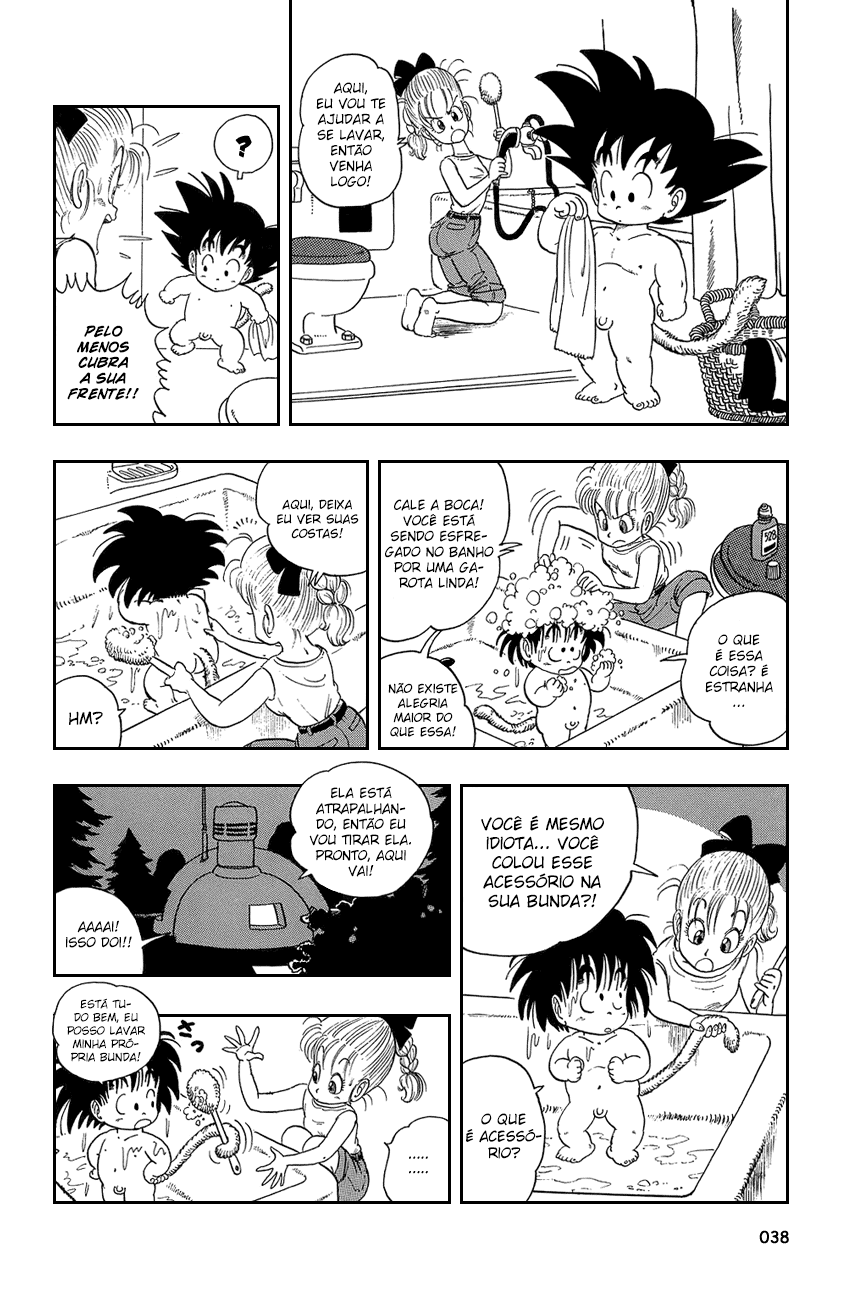 AQUI,
EU VOU TE
AJUDAR A
SE LAVAR,
ENTÃO
VENHA
LOGO!
?
PELO
MENOS
CUBRA
A SUA
FRENTE!!
CALE A BOCA!
VOCÊ ESTÁ
SENDO ESFRE-
GADO NO BANHO
POR UMA GA-
ROTA LINDA!
O QUE
É ESSA
COISA? É
ESTRANHA
...
NÃO EXISTE
ALEGRIA
MAIOR DO
QUE ESSA!
AQUI, DEIXA
EU VER SUAS
COSTAS!
HM?
VOCÊ É MESMO
IDIOTA... VOCÊ
COLOU ESSE
ACESSÓRIO NA
SUA BUNDA?!
O QUE
É ACESSÓ-
RIO?
ELA ESTÁ
ATRAPALHAN-
DO, ENTÃO EU
VOU TIRAR ELA.
PRONTO, AQUI
VAI!
AAAAI!
ISSO DOI!!
ESTÁ TU-
DO BEM, EU
POSSO LAVAR
MINHA PRÓ-
PRIA BUNDA!
.....
.....
038